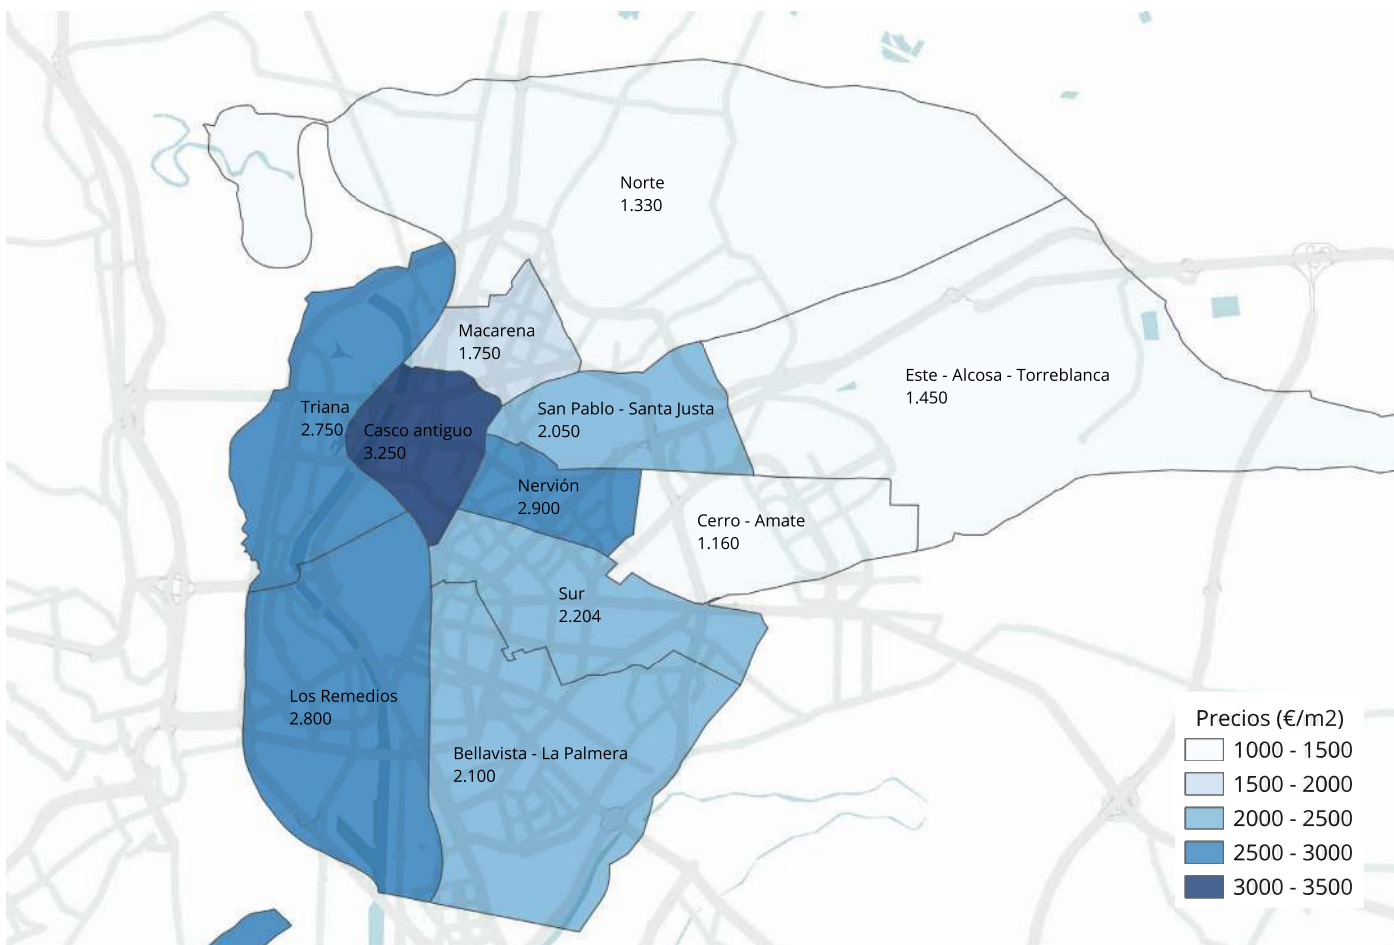 Norte
1.330
Macarena
1.750
Este - Alcosa - Torreblanca
1.450
Triana
2.750
Casco antiguo
3.250
San Pablo - Santa Justa
2.050
Nervión
2.900
Cerro - Amate
1.160
Sur
2.204
Los Remedios
2.800
Bellavista - La Palmera
2.100
Precios (€/m2)
1000 - 1500
1500 - 2000
2000 - 2500
2500 - 3000
3000 - 3500